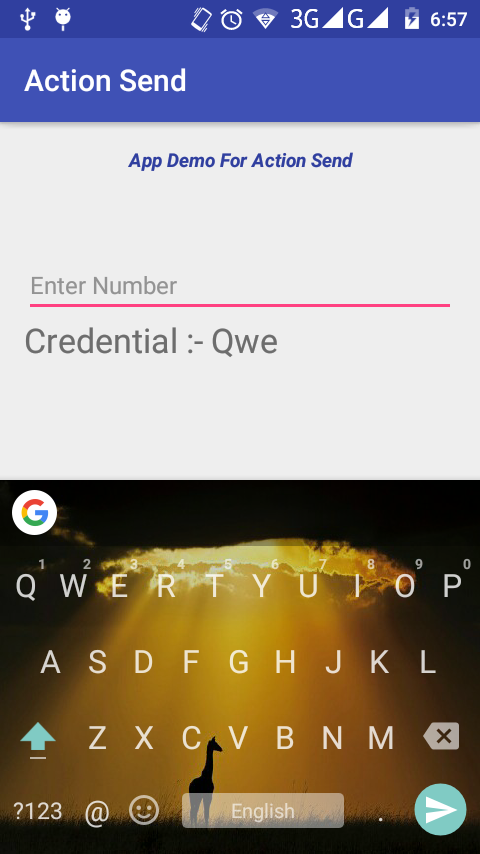 3G G 6:57
Action Send
App Demo For Action Send
Enter Number
Credential :- Qwe
G
1 2 3 4 5 6 7 8 9 0
Q W E R T Y U I O P
A S D F G H J K L
Z X C V B N M
?123 @ English .